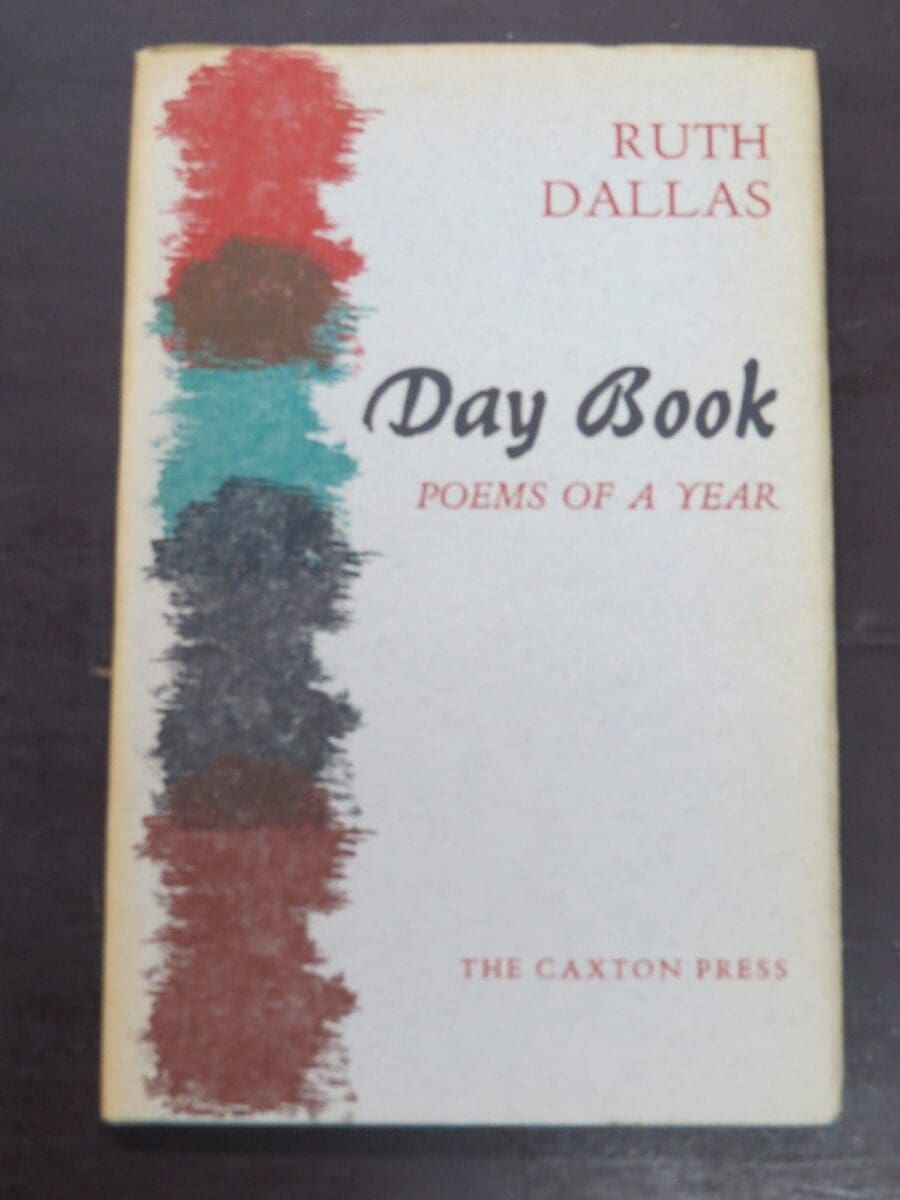 RUTH
DALLAS
Day Book
POEMS OF A YEAR
THE CAXTON PRESS